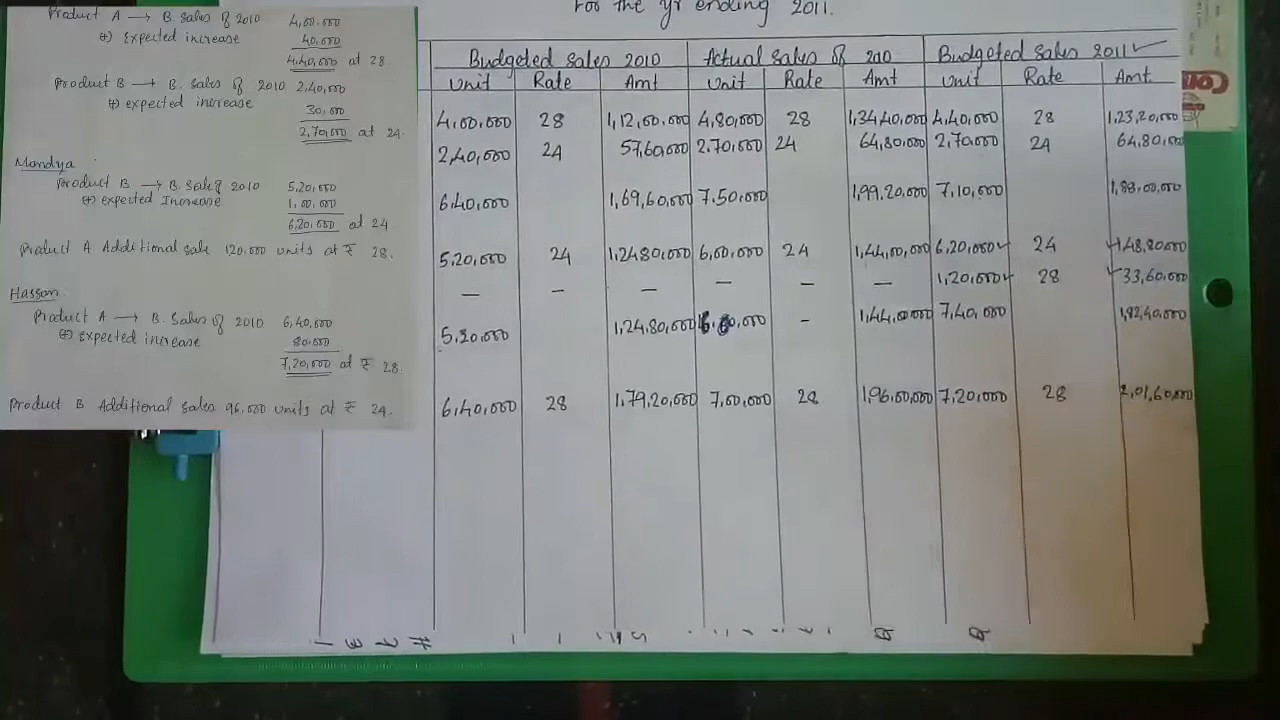 For the yr ending 2011.
Product A → B. Sales of 2010 4,00,000
(+) Expected increase 40,000
4,40,000 at 28
Product B → B. Sales of 2010 2,40,000
(+) expected increase 30,000
2,70,000 at 24
Mandya
Product B → B. Sale of 2010 5,20,000
(+) expected Increase 1,00,000
6,20,000 at 24
Product A Additional sale 120,000 units at ₹ 28.
Hassan
Product A → B. Sales of 2010 6,40,000
(+) expected increase 80,000
7,20,000 at ₹ 28.
Product B Additional sales 96,000 units at ₹ 24.
Budgeted Sales 2010 Actual Sales of 2010 Budgeted Sales 2011 ✓
Unit Rate Amt Unit Rate Amt Unit Rate Amt
4,00,000 28 1,12,00,000 4,80,000 28 1,34,40,000 4,40,000 28 1,23,20,000
2,40,000 24 57,60,000 2,70,000 24 64,80,000 2,70,000 24 64,80,000
6,40,000 1,69,60,000 7,50,000 1,99,20,000 7,10,000 1,88,00,000
5,20,000 24 1,24,80,000 6,00,000 24 1,44,00,000 6,20,000 ✓ 24 ✓ 1,48,80,000
— — — — — — 1,20,000 ✓ 28 ✓ 33,60,000
5,20,000 1,24,80,000 6,00,000 - 1,44,00,000 7,40,000 1,82,40,000
6,40,000 28 1,79,20,000 7,00,000 28 1,96,00,000 7,20,000 28 2,01,60,000